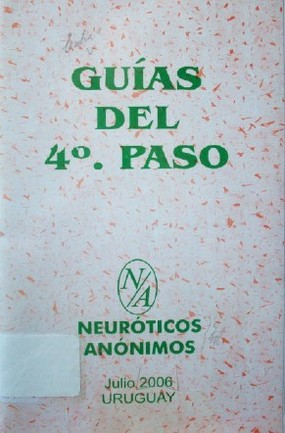 GUÍAS
DEL
4º. PASO
N/A
NEURÓTICOS
ANÓNIMOS
Julio 2006
URUGUAY